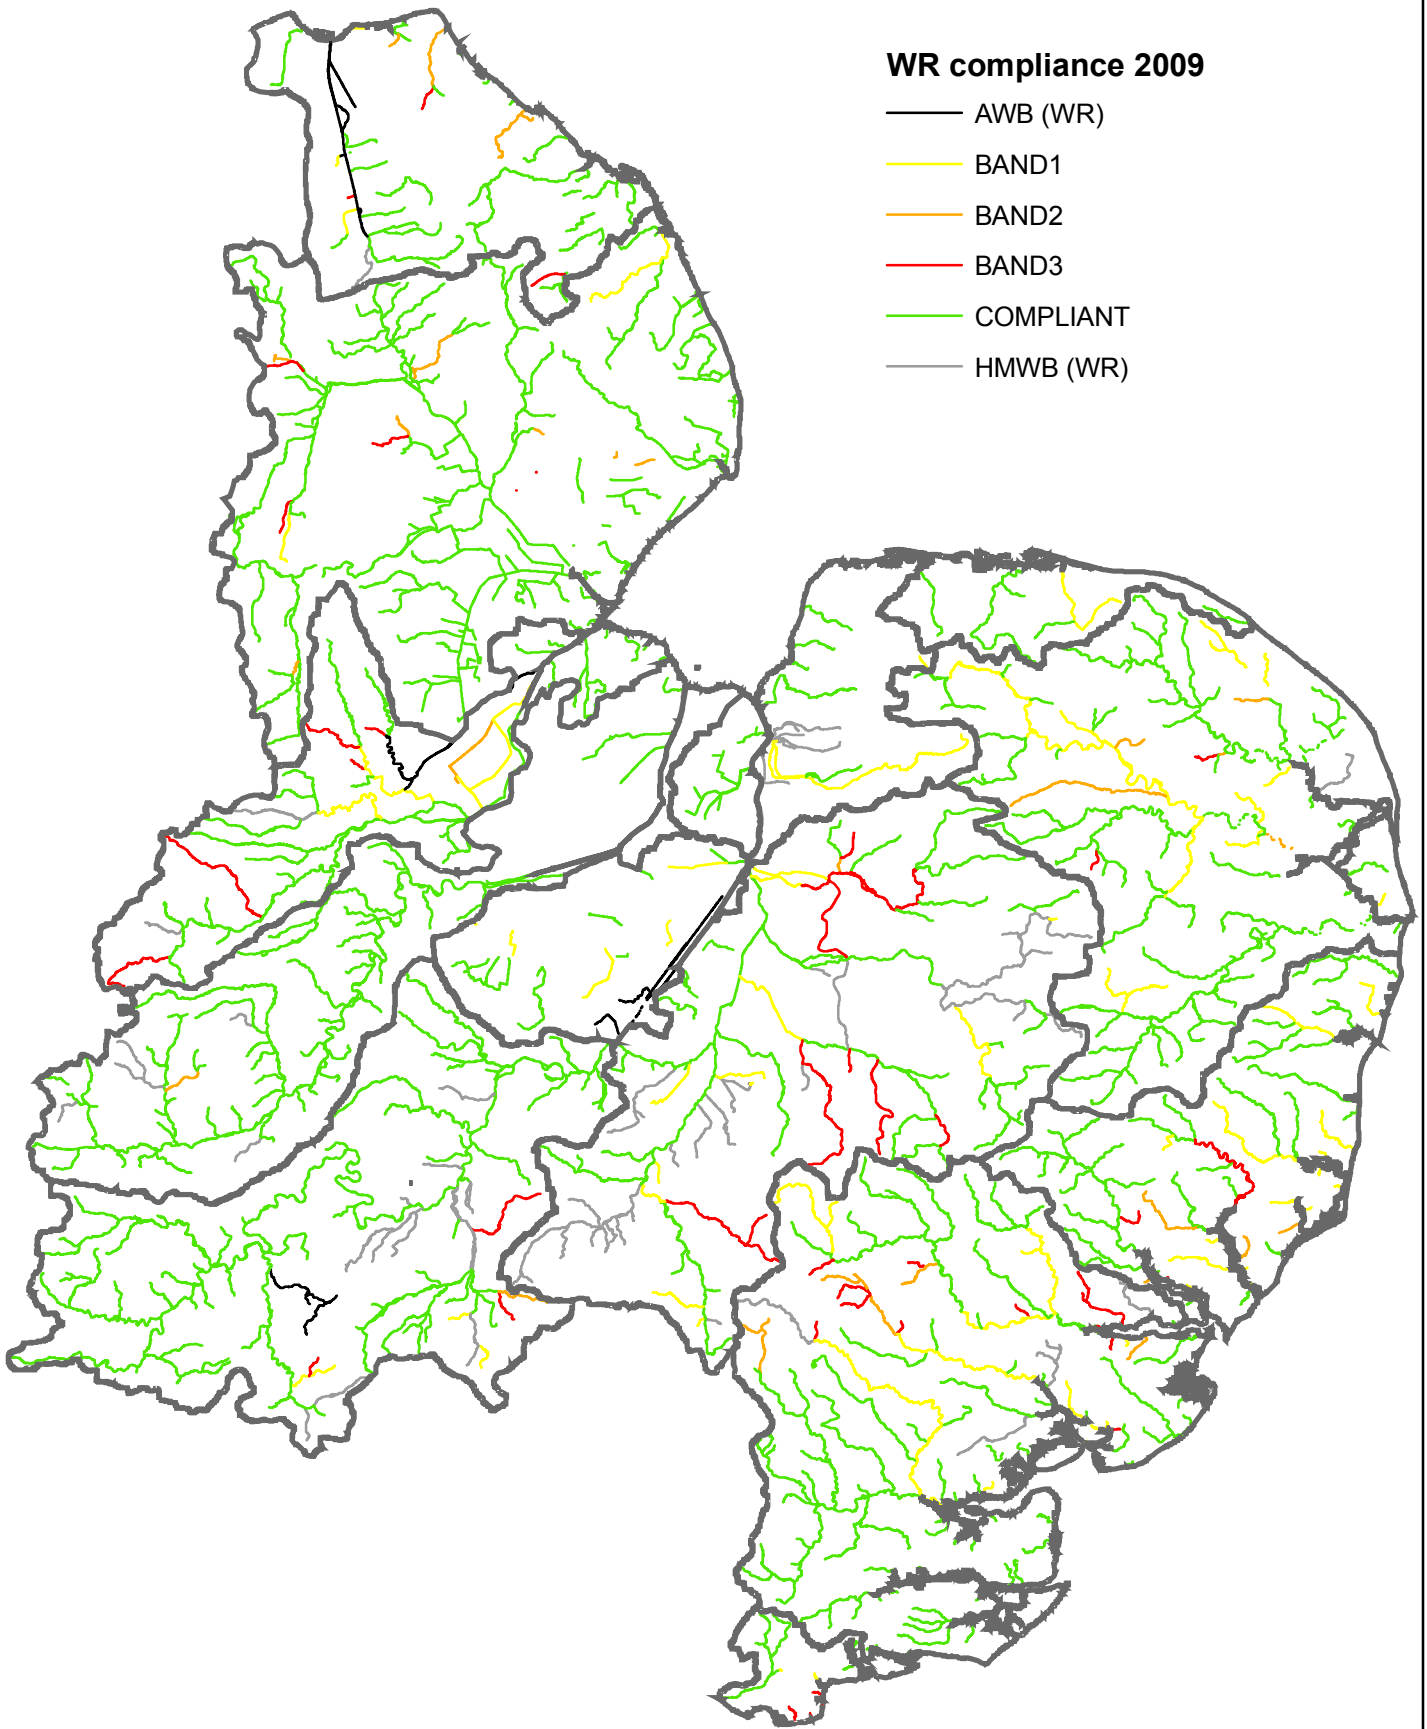 WR compliance 2009
AWB (WR)
BAND1
BAND2
BAND3
COMPLIANT
HMWB (WR)